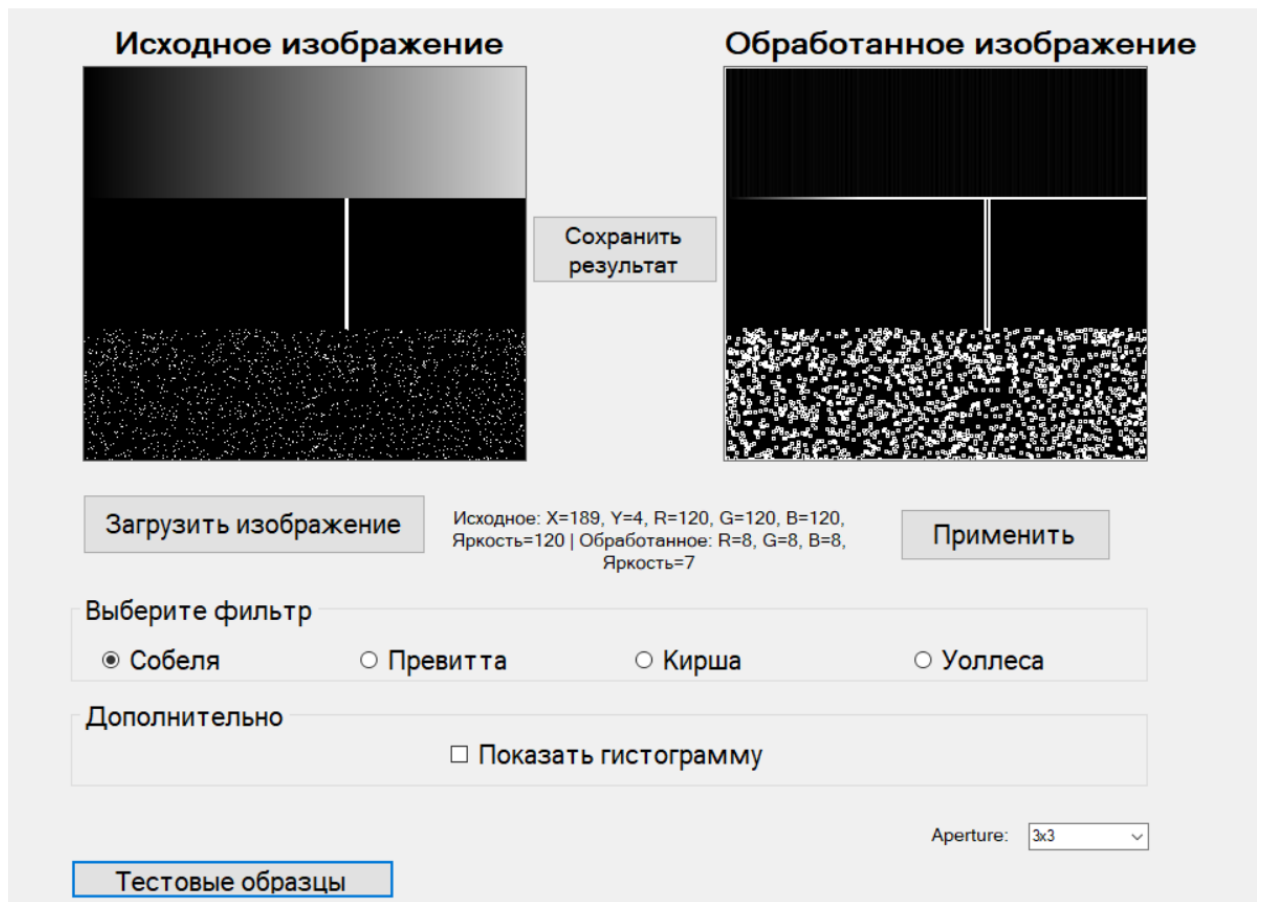 Исходное изображение
Обработанное изображение
Сохранить
результат
Загрузить изображение
Исходное: X=189, Y=4, R=120, G=120, B=120,
Яркость=120 | Обработанное: R=8, G=8, B=8,
Яркость=7
Применить
Выберите фильтр
Собеля
Превитта
Кирша
Уоллеса
Дополнительно
Показать гистограмму
Aperture:
3x3
Тестовые образцы